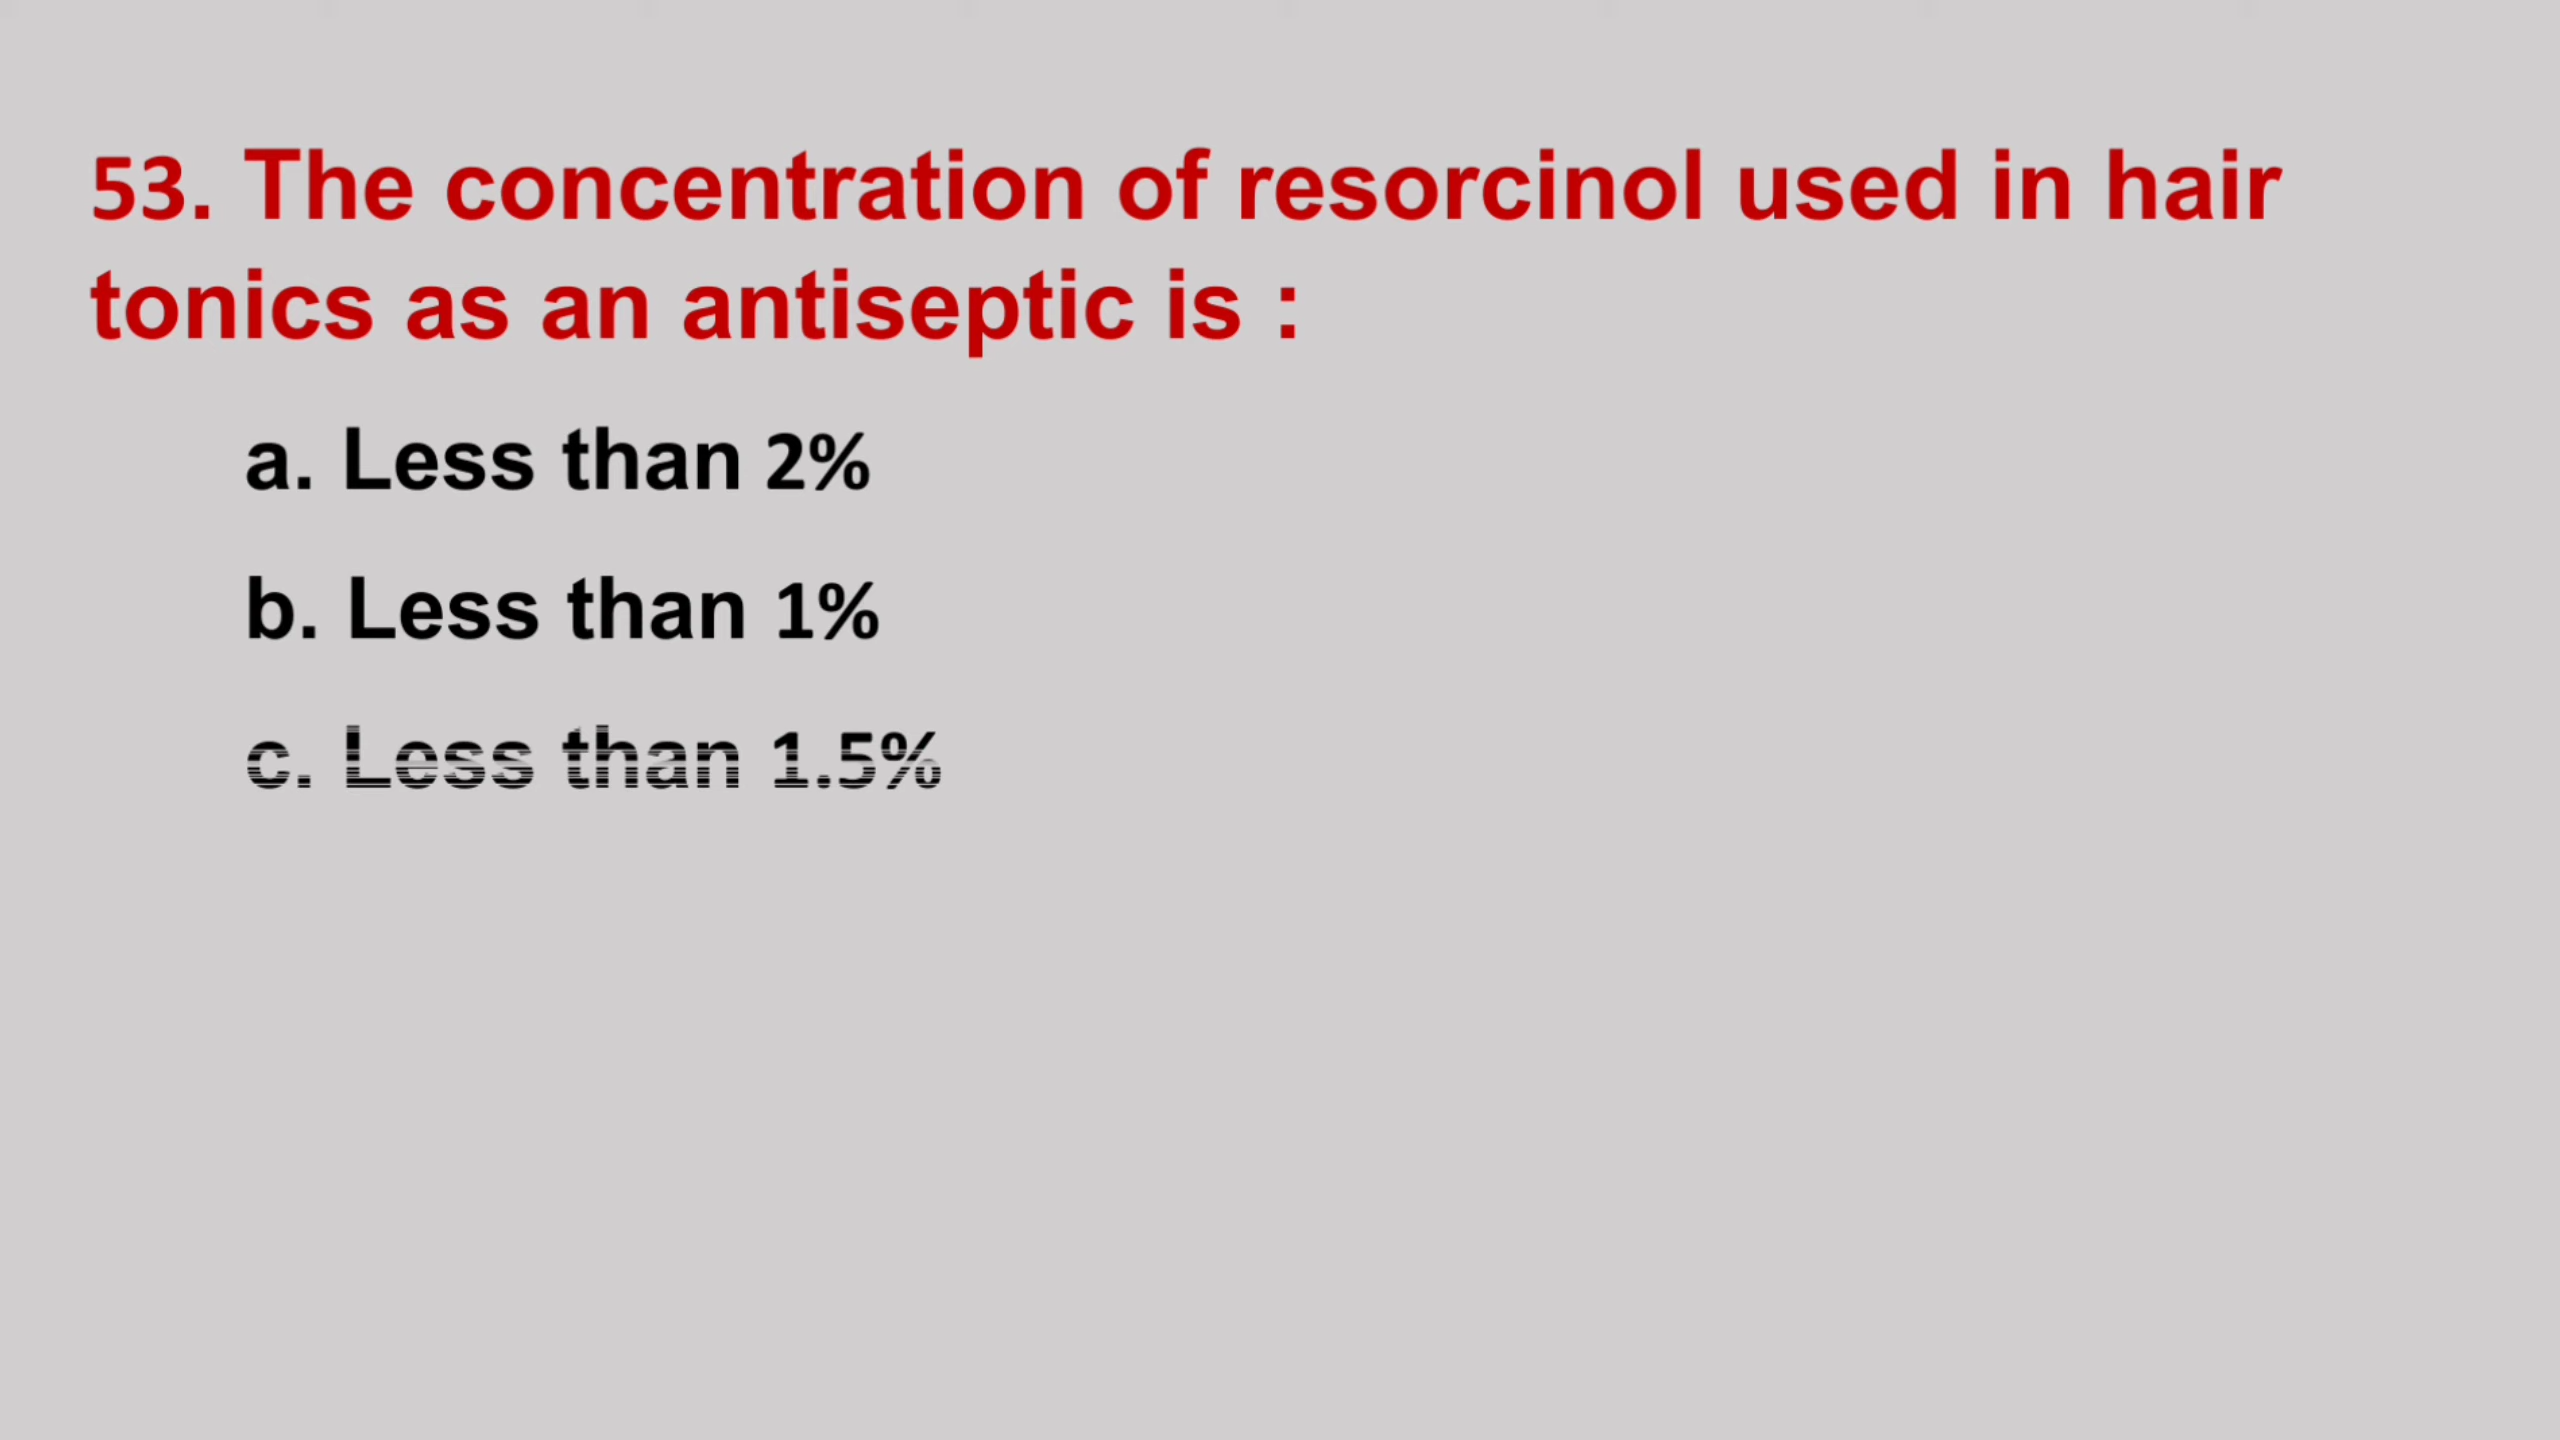 53. The concentration of resorcinol used in hair
tonics as an antiseptic is :
a. Less than 2%
b. Less than 1%
c. Less than 1.5%